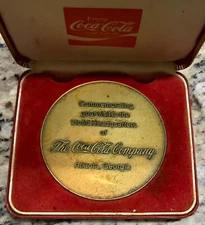 Enjoy
Coca-Cola
Commemorating
your visit to the
World Headquarters
of
The Coca-Cola Company
Atlanta, Georgia